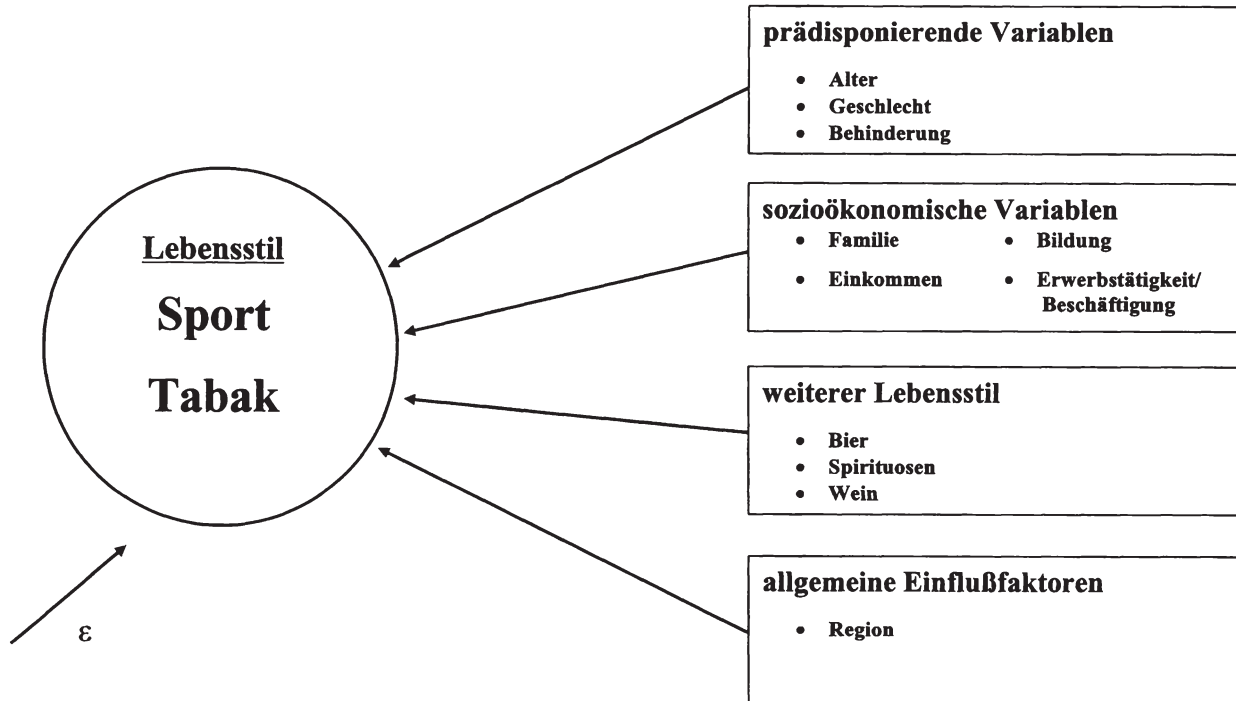 Lebensstil
Sport
Tabak
ε
prädisponierende Variablen
• Alter
• Geschlecht
• Behinderung
sozioökonomische Variablen
• Familie • Bildung
• Einkommen • Erwerbstätigkeit/
Beschäftigung
weiterer Lebensstil
• Bier
• Spirituosen
• Wein
allgemeine Einflußfaktoren
• Region